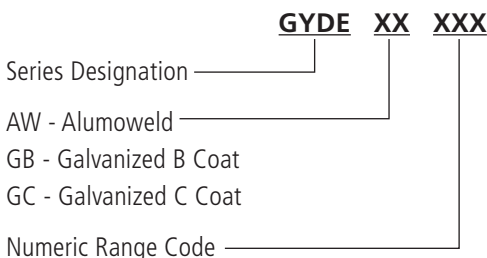 GYDE XX XXX
Series Designation
AW - Alumoweld
GB - Galvanized B Coat
GC - Galvanized C Coat
Numeric Range Code